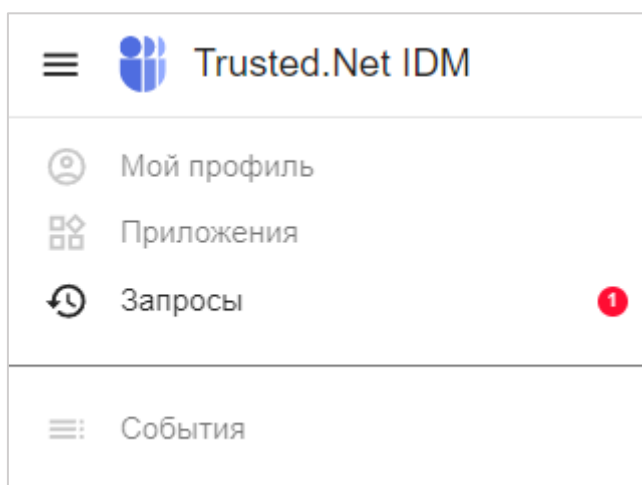 Trusted.Net IDM
Мой профиль
Приложения
Запросы 1
События